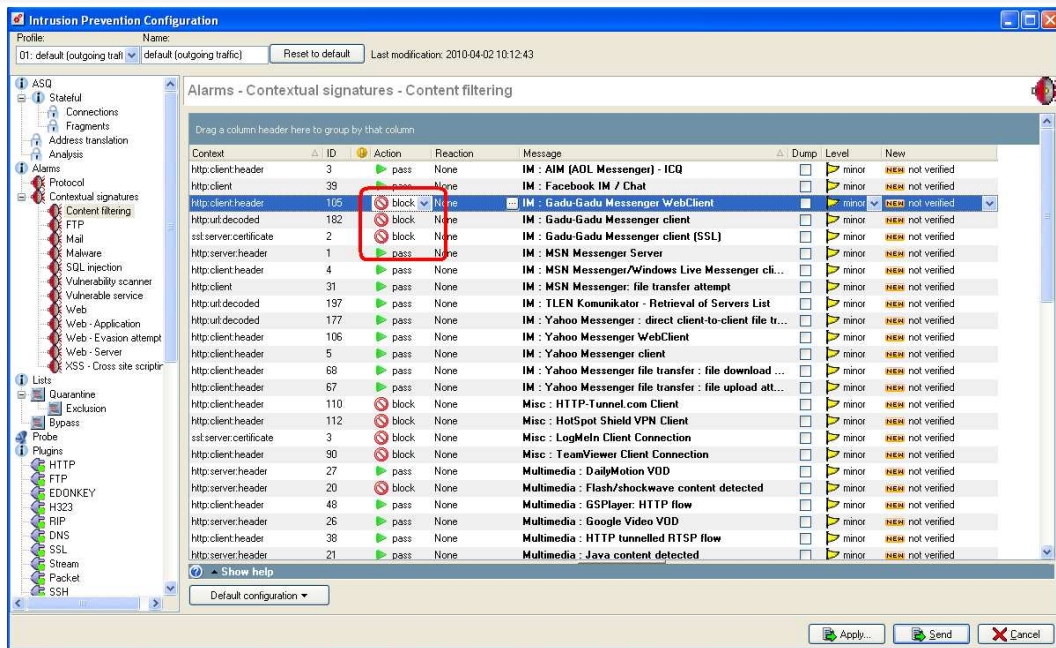 Intrusion Prevention Configuration
Profile: Name:
01: default (outgoing trafl default (outgoing traffic) Reset to default Last modification: 2010-04-02 10:12:43
ASQ
Stateful
Connections
Fragments
Address translation
Analysis
Alarms
Protocol
Contextual signatures
Content filtering
FTP
Mail
Malware
SQL injection
Vulnerability scanner
Vulnerable service
Web
Web - Application
Web - Evasion attempt
Web - Server
XSS - Cross site scriptin
Lists
Quarantine
Exclusion
Bypass
Probe
Plugins
HTTP
FTP
EDONKEY
H323
RIP
DNS
SSL
Stream
Packet
SSH
Alarms - Contextual signatures - Content filtering
Drag a column header here to group by that column
Context ID Action Reaction Message Dump Level New
http:client:header 3 pass None IM : AIM (AOL Messenger) - ICQ minor NEW not verified
http:client 39 pass None IM : Facebook IM / Chat minor NEW not verified
http:client:header 105 block None ... IM : Gadu-Gadu Messenger WebClient minor NEW not verified
http:url:decoded 182 block None IM : Gadu-Gadu Messenger client minor NEW not verified
ssl:server:certificate 2 block None IM : Gadu-Gadu Messenger client (SSL) minor NEW not verified
http:server:header 1 pass None IM : MSN Messenger Server minor NEW not verified
http:client:header 4 pass None IM : MSN Messenger/Windows Live Messenger cli... minor NEW not verified
http:client 31 pass None IM : MSN Messenger: file transfer attempt minor NEW not verified
http:url:decoded 197 pass None IM : TLEN Komunikator - Retrieval of Servers List minor NEW not verified
http:url:decoded 177 pass None IM : Yahoo Messenger : direct client-to-client file tr... minor NEW not verified
http:client:header 106 pass None IM : Yahoo Messenger WebClient minor NEW not verified
http:client:header 5 pass None IM : Yahoo Messenger client minor NEW not verified
http:client:header 68 pass None IM : Yahoo Messenger file transfer : file download ... minor NEW not verified
http:client:header 67 pass None IM : Yahoo Messenger file transfer : file upload att... minor NEW not verified
http:client:header 110 block None Misc : HTTP-Tunnel.com Client minor NEW not verified
http:client:header 112 block None Misc : HotSpot Shield VPN Client minor NEW not verified
ssl:server:certificate 3 block None Misc : LogMeIn Client Connection minor NEW not verified
http:client:header 90 block None Misc : TeamViewer Client Connection minor NEW not verified
http:server:header 27 pass None Multimedia : DailyMotion VOD minor NEW not verified
http:server:header 20 block None Multimedia : Flash/shockwave content detected minor NEW not verified
http:client:header 48 pass None Multimedia : GSPlayer: HTTP flow minor NEW not verified
http:server:header 26 pass None Multimedia : Google Video VOD minor NEW not verified
http:client:header 38 pass None Multimedia : HTTP tunnelled RTSP flow minor NEW not verified
http:server:header 21 pass None Multimedia : Java content detected minor NEW not verified
Show help
Default configuration
Apply... Send Cancel